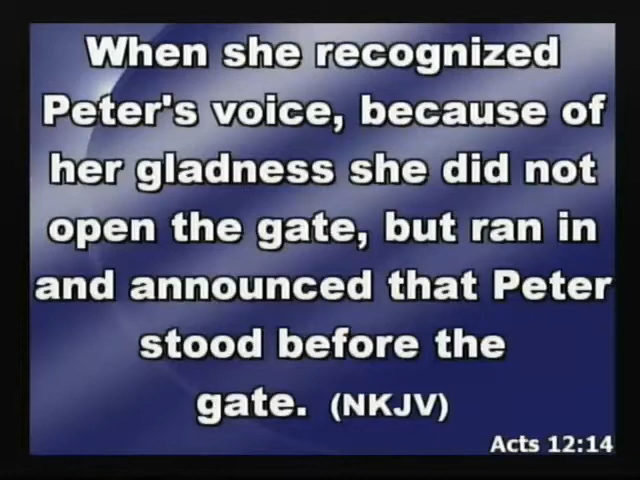 When she recognized
Peter's voice, because of
her gladness she did not
open the gate, but ran in
and announced that Peter
stood before the
gate. (NKJV)
Acts 12:14